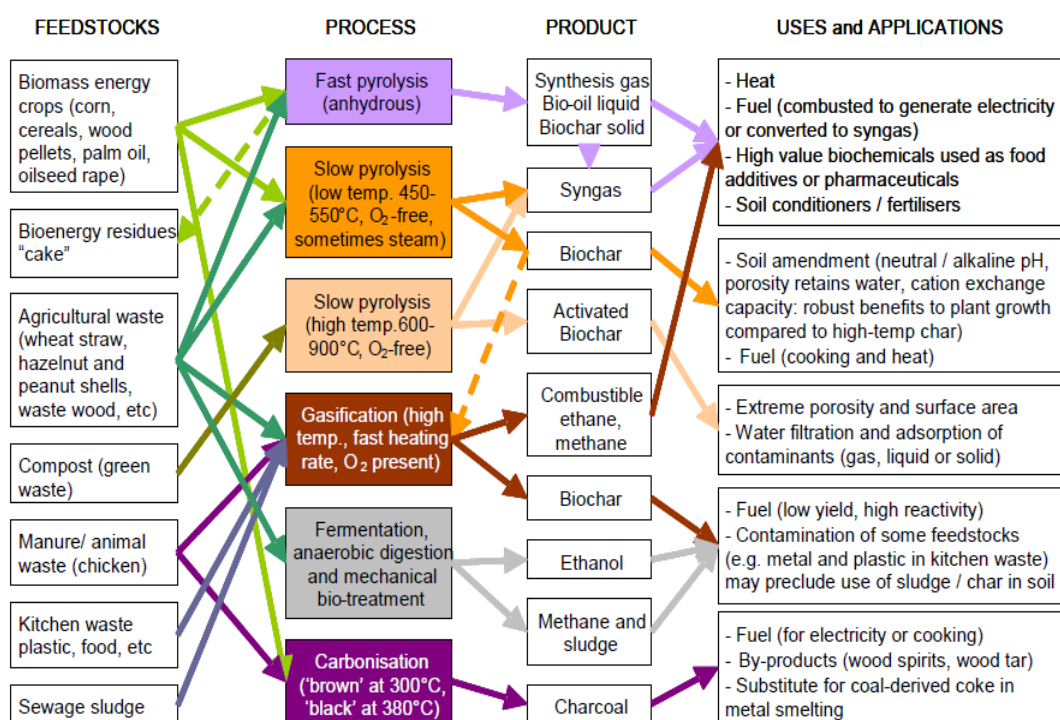 FEEDSTOCKS
Biomass energy
crops (corn,
cereals, wood
pellets, palm oil,
oilseed rape)
Bioenergy residues
“cake”
Agricultural waste
(wheat straw,
hazelnut and
peanut shells,
waste wood, etc)
Compost (green
waste)
Manure/ animal
waste (chicken)
Kitchen waste
plastic, food, etc
Sewage sludge
PROCESS
Fast pyrolysis
(anhydrous)
Slow pyrolysis
(low temp. 450-
550°C, O₂-free,
sometimes steam)
Slow pyrolysis
(high temp.600-
900°C, O₂-free)
Gasification (high
temp., fast heating
rate, O₂ present)
Fermentation,
anaerobic digestion
and mechanical
bio-treatment
Carbonisation
(‘brown’ at 300°C,
‘black’ at 380°C)
PRODUCT
Synthesis gas
Bio-oil liquid
Biochar solid
Syngas
Biochar
Activated
Biochar
Combustible
ethane,
methane
Biochar
Ethanol
Methane and
sludge
Charcoal
USES and APPLICATIONS
- Heat
- Fuel (combusted to generate electricity
or converted to syngas)
- High value biochemicals used as food
additives or pharmaceuticals
- Soil conditioners / fertilisers
- Soil amendment (neutral / alkaline pH,
porosity retains water, cation exchange
capacity: robust benefits to plant growth
compared to high-temp char)
- Fuel (cooking and heat)
- Extreme porosity and surface area
- Water filtration and adsorption of
contaminants (gas, liquid or solid)
- Fuel (low yield, high reactivity)
- Contamination of some feedstocks
(e.g. metal and plastic in kitchen waste)
may preclude use of sludge / char in soil
- Fuel (for electricity or cooking)
- By-products (wood spirits, wood tar)
- Substitute for coal-derived coke in
metal smelting